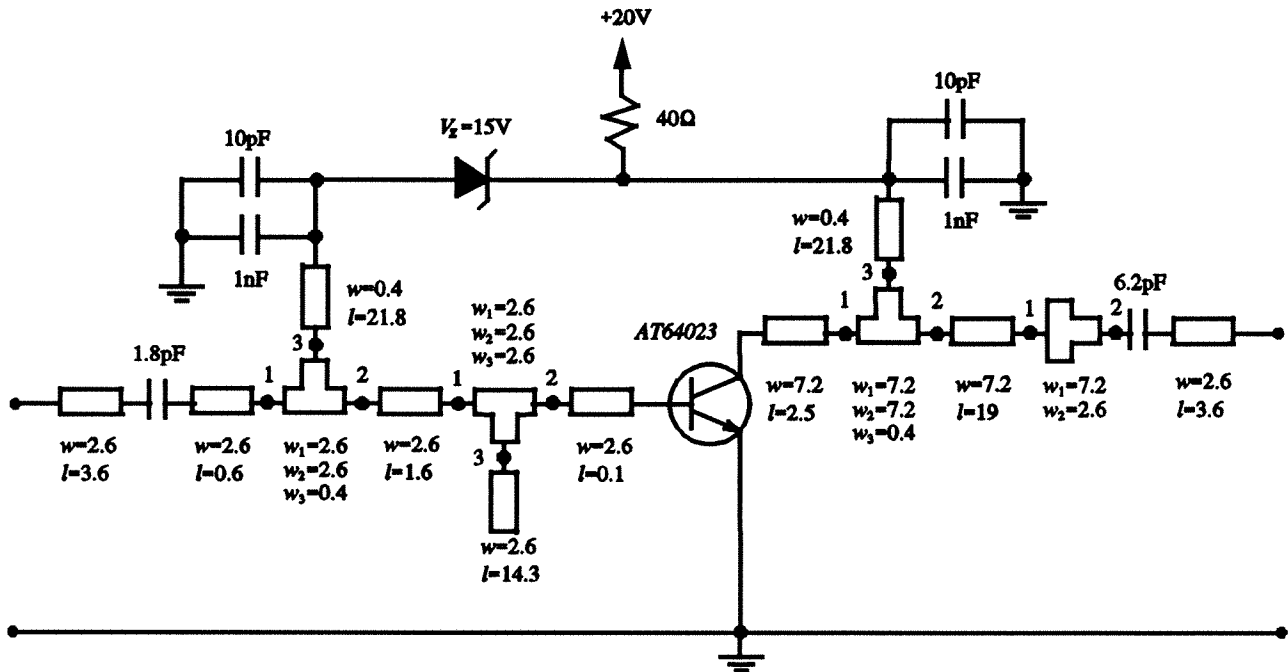 +20V
10pF
40Ω
V_Z=15V
10pF
1nF
1nF
w=0.4
l=21.8
3
6.2pF
w=0.4
l=21.8
w₁=2.6
w₂=2.6
w₃=2.6
1
2
1
2
AT64023
1.8pF
3
1
2
1
2
w=7.2
l=2.5
w₁=7.2
w₂=7.2
w₃=0.4
w=7.2
l=19
w₁=7.2
w₂=2.6
w=2.6
l=3.6
w=2.6
l=3.6
w=2.6
l=0.6
w₁=2.6
w₂=2.6
w₃=0.4
w=2.6
l=1.6
3
w=2.6
l=0.1
w=2.6
l=14.3